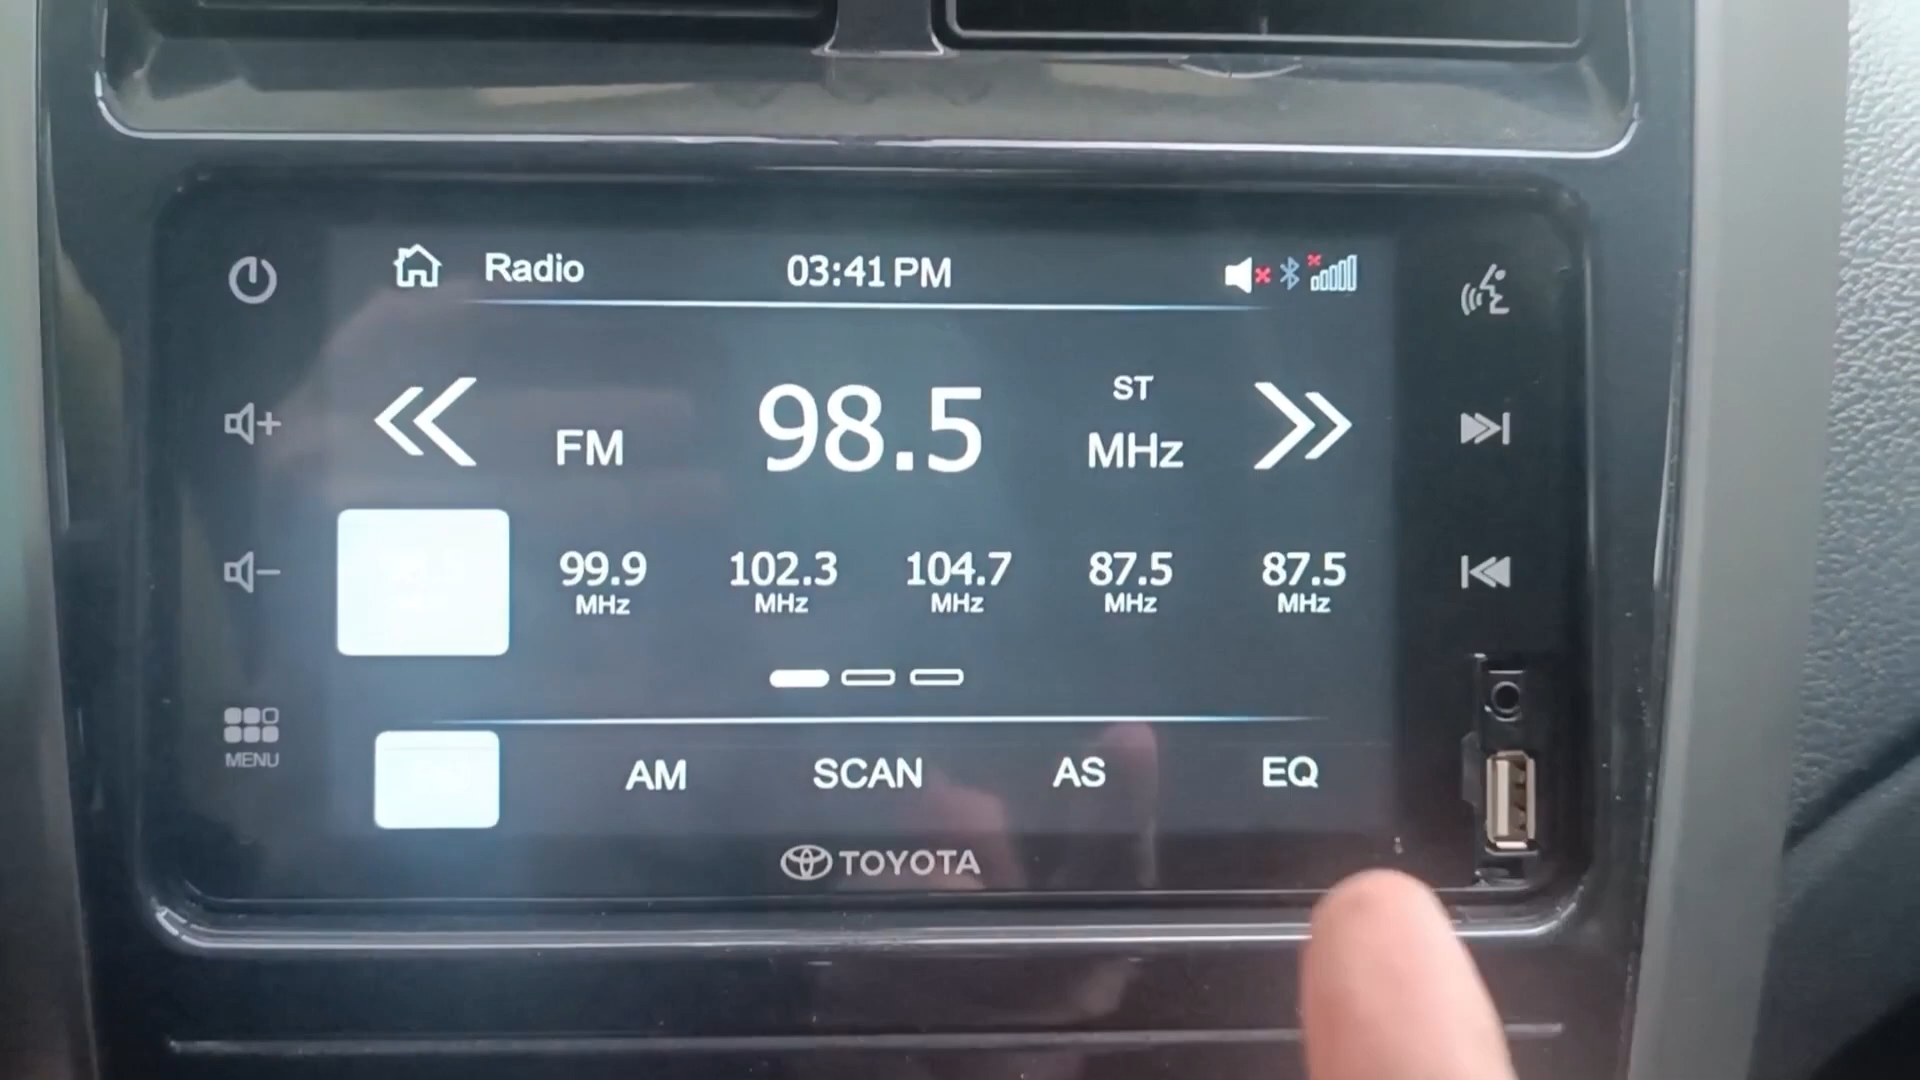 Radio 03:41 PM
FM 98.5 ST MHz
99.9 MHz
102.3 MHz
104.7 MHz
87.5 MHz
87.5 MHz
AM SCAN AS EQ
MENU
TOYOTA